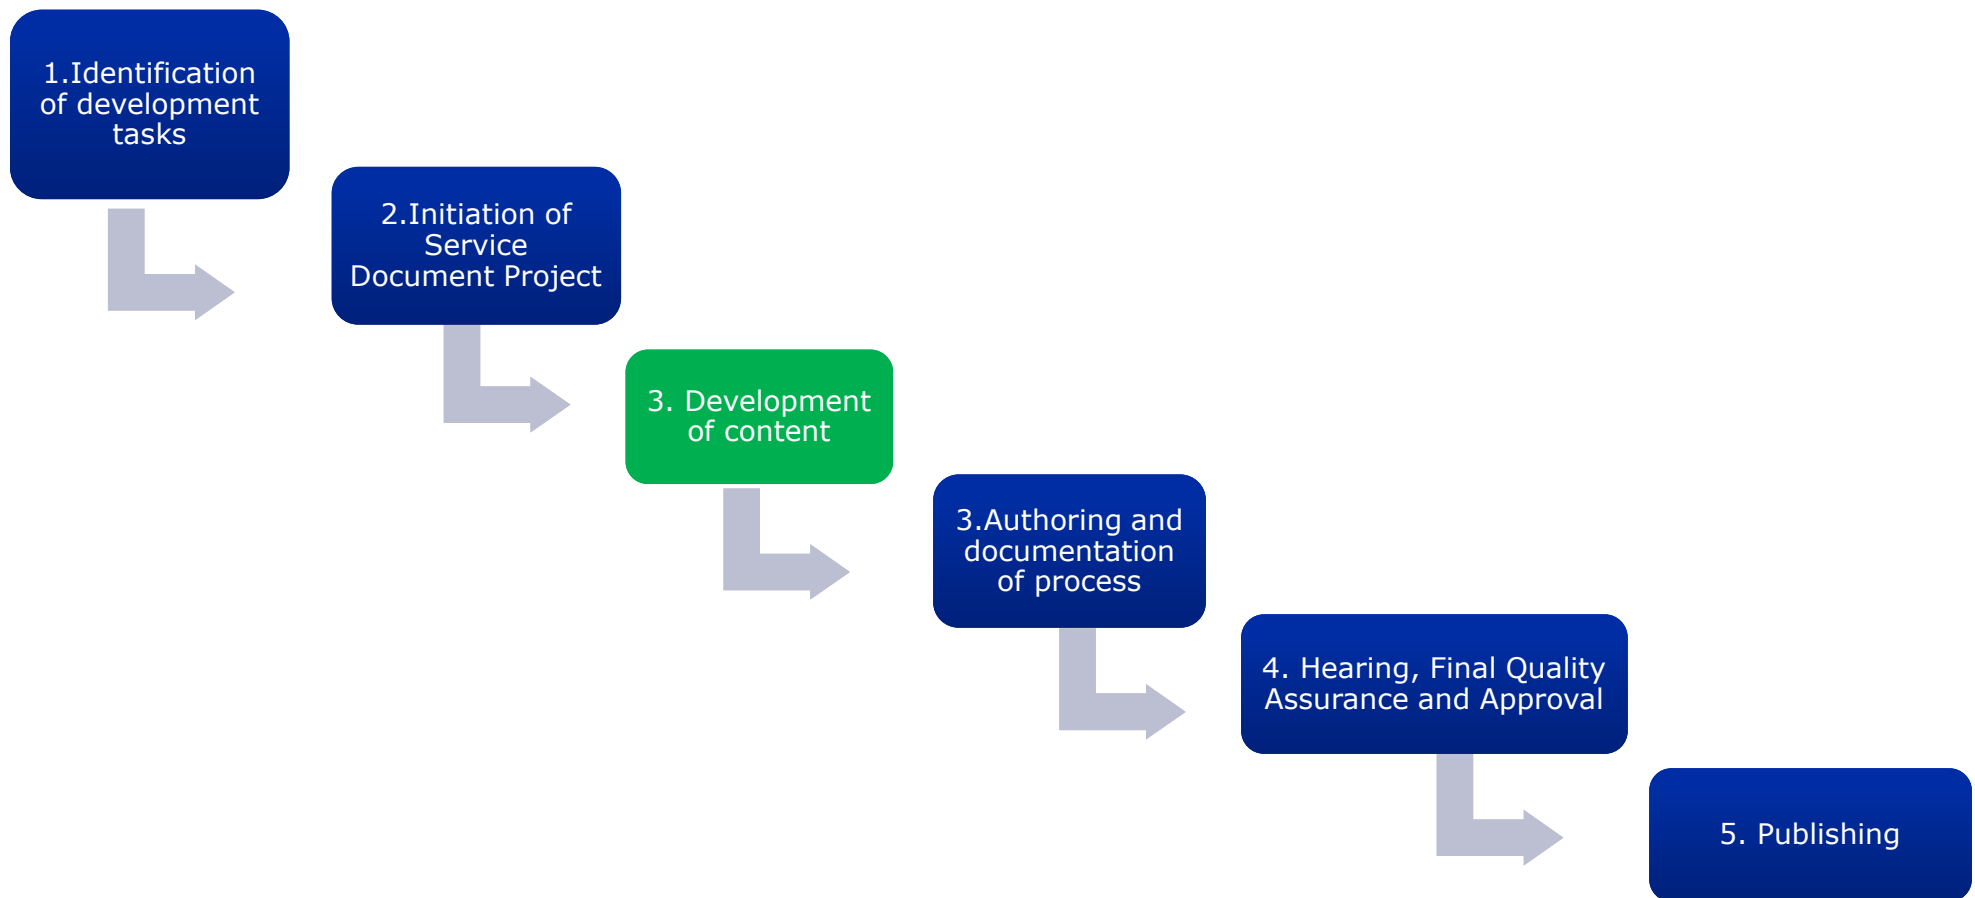 1.Identification
of development
tasks
2.Initiation of
Service
Document Project
3. Development
of content
3.Authoring and
documentation
of process
4. Hearing, Final Quality
Assurance and Approval
5. Publishing